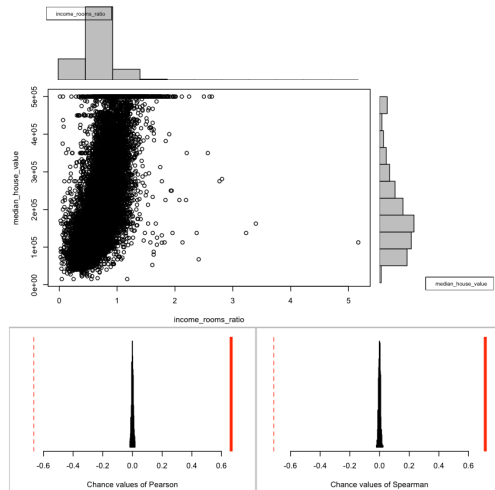 income_rooms_ratio
median_house_value
0e+00 1e+05 2e+05 3e+05 4e+05 5e+05
0 1 2 3 4 5
income_rooms_ratio
median_house_value
-0.6 -0.4 -0.2 0.0 0.2 0.4 0.6
Chance values of Pearson
-0.6 -0.4 -0.2 0.0 0.2 0.4 0.6
Chance values of Spearman